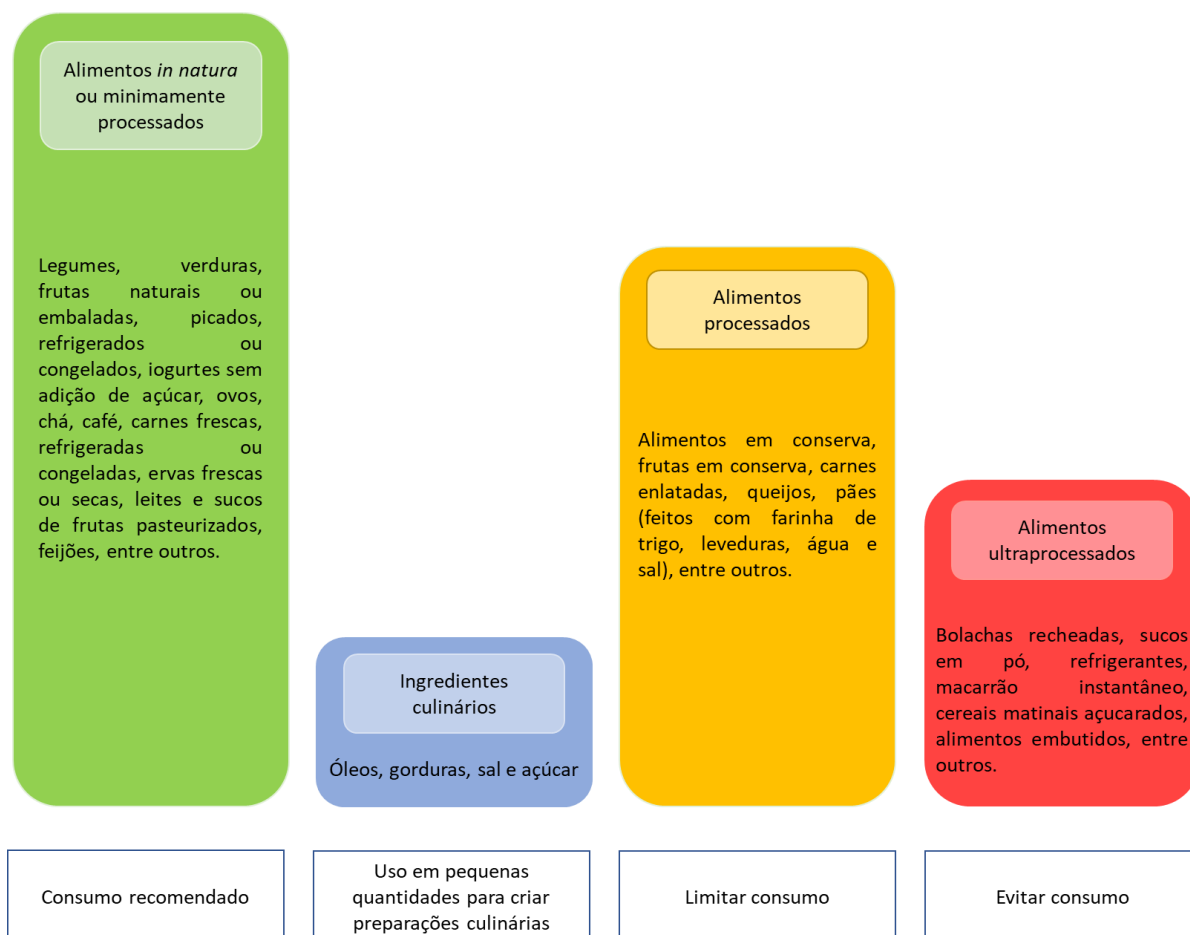 Alimentos in natura
ou minimamente
processados
Legumes, verduras,
frutas naturais ou
embaladas, picados,
refrigerados ou
congelados, iogurtes sem
adição de açúcar, ovos,
chá, café, carnes frescas,
refrigeradas ou
congeladas, ervas frescas
ou secas, leites e sucos
de frutas pasteurizados,
feijões, entre outros.
Ingredientes
culinários
Óleos, gorduras, sal e açúcar
Alimentos
processados
Alimentos em conserva,
frutas em conserva, carnes
enlatadas, queijos, pães
(feitos com farinha de
trigo, leveduras, água e
sal), entre outros.
Alimentos
ultraprocessados
Bolachas recheadas, sucos
em pó, refrigerantes,
macarrão instantâneo,
cereais matinais açucarados,
alimentos embutidos, entre
outros.
Consumo recomendado
Uso em pequenas
quantidades para criar
preparações culinárias
Limitar consumo
Evitar consumo